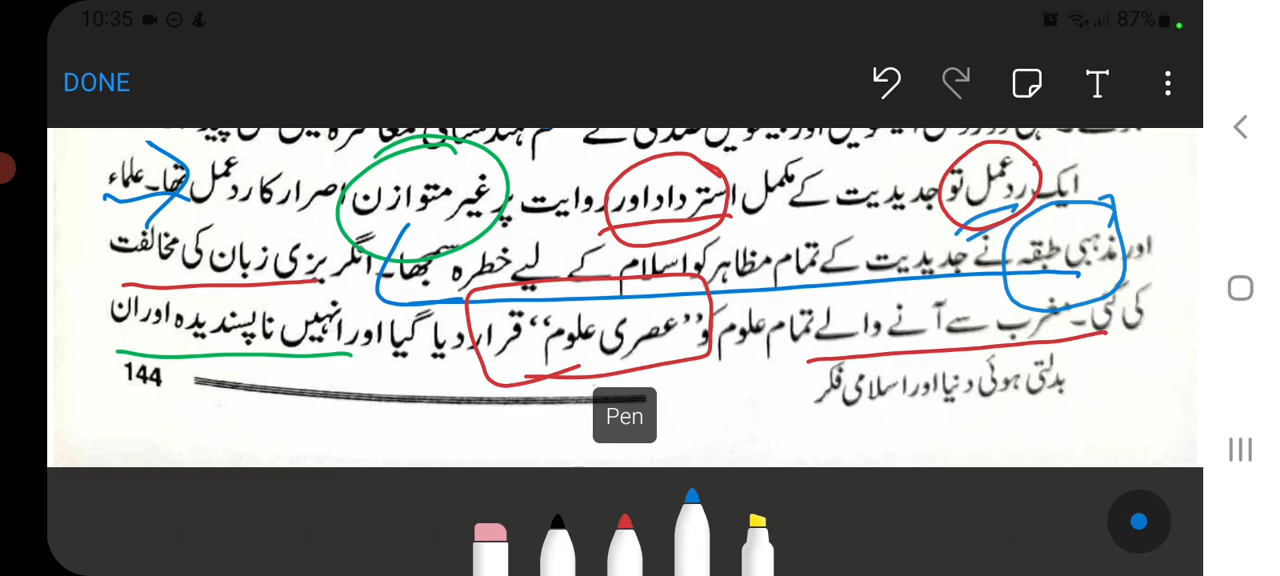 10:35
87%
DONE
T
ایک ردعمل تو جدیدیت کے مکمل استرداد اور روایت پر غیر متوازن اصرار کا ردعمل تھا۔ علماء
اور مذہبی طبقہ نے جدیدیت کے تمام مظاہر کو اسلام کے لیے خطرہ سمجھا۔ انگریزی زبان کی مخالفت
کی گئی۔ مغرب سے آنے والے تمام علوم کو ’’عصری علوم‘‘ قرار دیا گیا اور انہیں ناپسندیدہ اور ان
بدلتی ہوئی دنیا اور اسلامی فکر
144
Pen